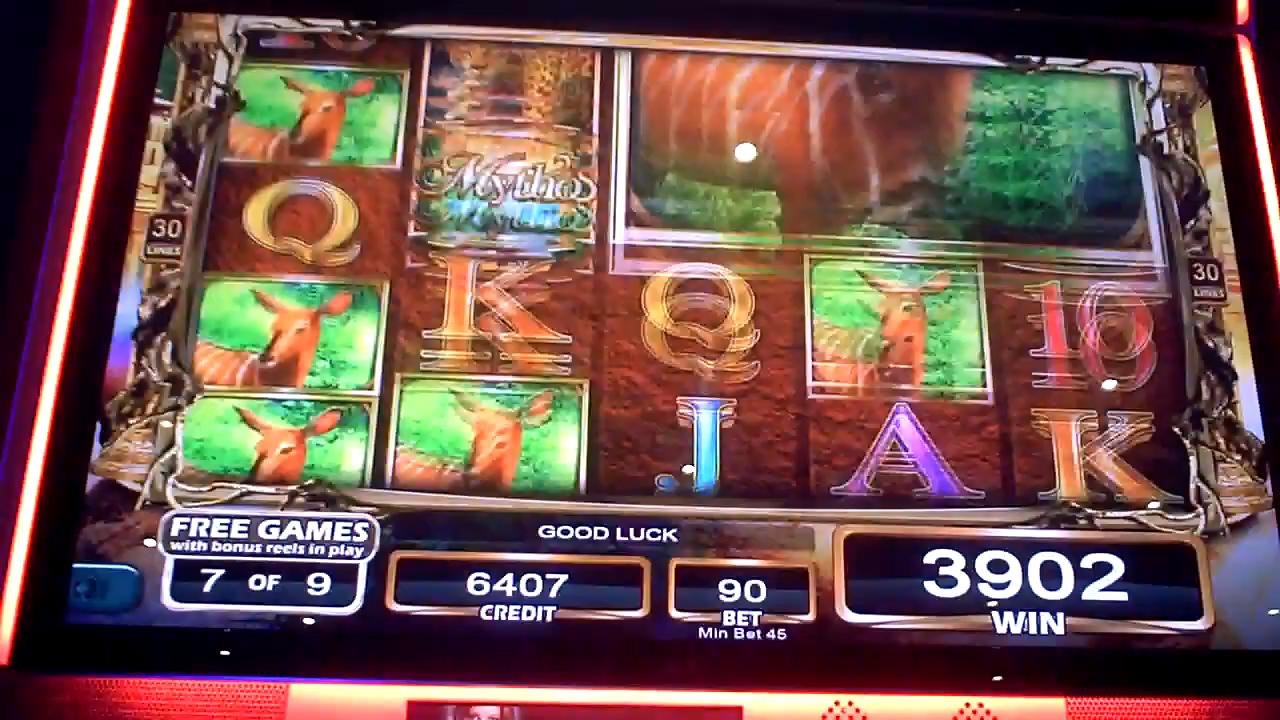 Q
30
LINES
K
Q
10
30
LINES
J
A
K
FREE GAMES
with bonus reels in play
7 OF 9
GOOD LUCK
6407
CREDIT
90
BET
Min Bet 45
3902
WIN